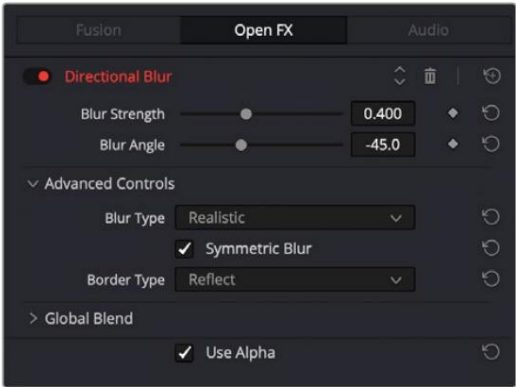 Fusion Open FX Audio
Directional Blur
Blur Strength 0.400
Blur Angle -45.0
Advanced Controls
Blur Type Realistic
Symmetric Blur
Border Type Reflect
Global Blend
Use Alpha